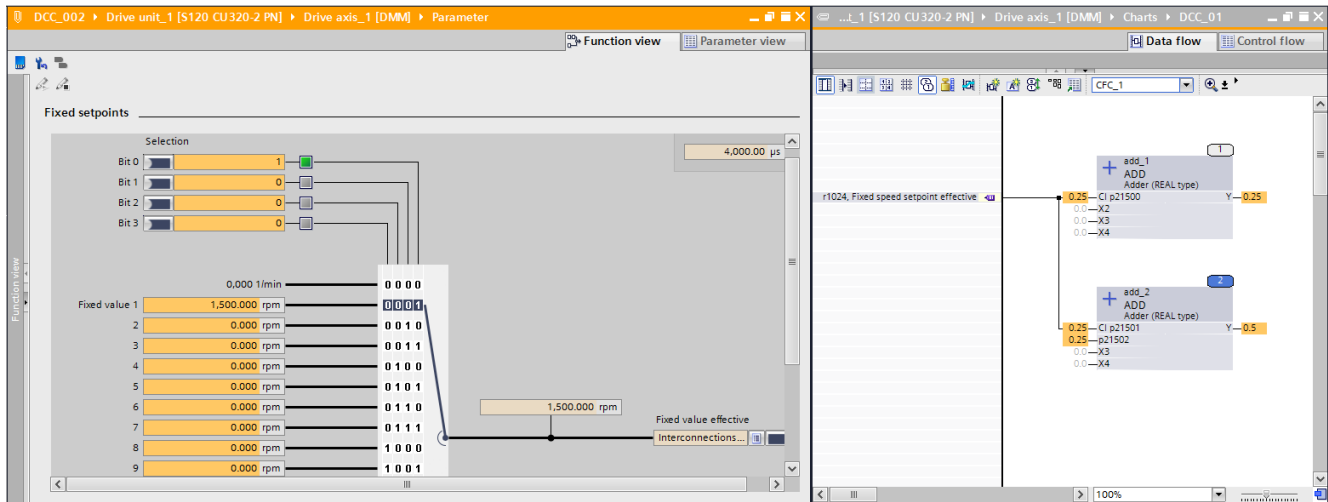 DCC_002 ▸ Drive unit_1 [S120 CU320-2 PN] ▸ Drive axis_1 [DMM] ▸ Parameter
Function view
Parameter view
Function view
Fixed setpoints
Selection
4,000.00 µs
Bit 0 1
Bit 1 0
Bit 2 0
Bit 3 0
0,000 1/min 0 0 0 0
Fixed value 1 1,500.000 rpm 0 0 0 1
2 0.000 rpm 0 0 1 0
3 0.000 rpm 0 0 1 1
4 0.000 rpm 0 1 0 0
5 0.000 rpm 0 1 0 1
6 0.000 rpm 0 1 1 0
7 0.000 rpm 0 1 1 1
8 0.000 rpm 1 0 0 0
9 0.000 rpm 1 0 0 1
1,500.000 rpm
Fixed value effective
Interconnections...
...t_1 [S120 CU320-2 PN] ▸ Drive axis_1 [DMM] ▸ Charts ▸ DCC_01
Data flow
Control flow
CFC_1
r1024, Fixed speed setpoint effective
1
add_1
ADD
Adder (REAL type)
0.25 CI p21500 Y 0.25
0.0 X2
0.0 X3
0.0 X4
2
add_2
ADD
Adder (REAL type)
0.25 CI p21501 Y 0.5
0.25 p21502
0.0 X3
0.0 X4
100%